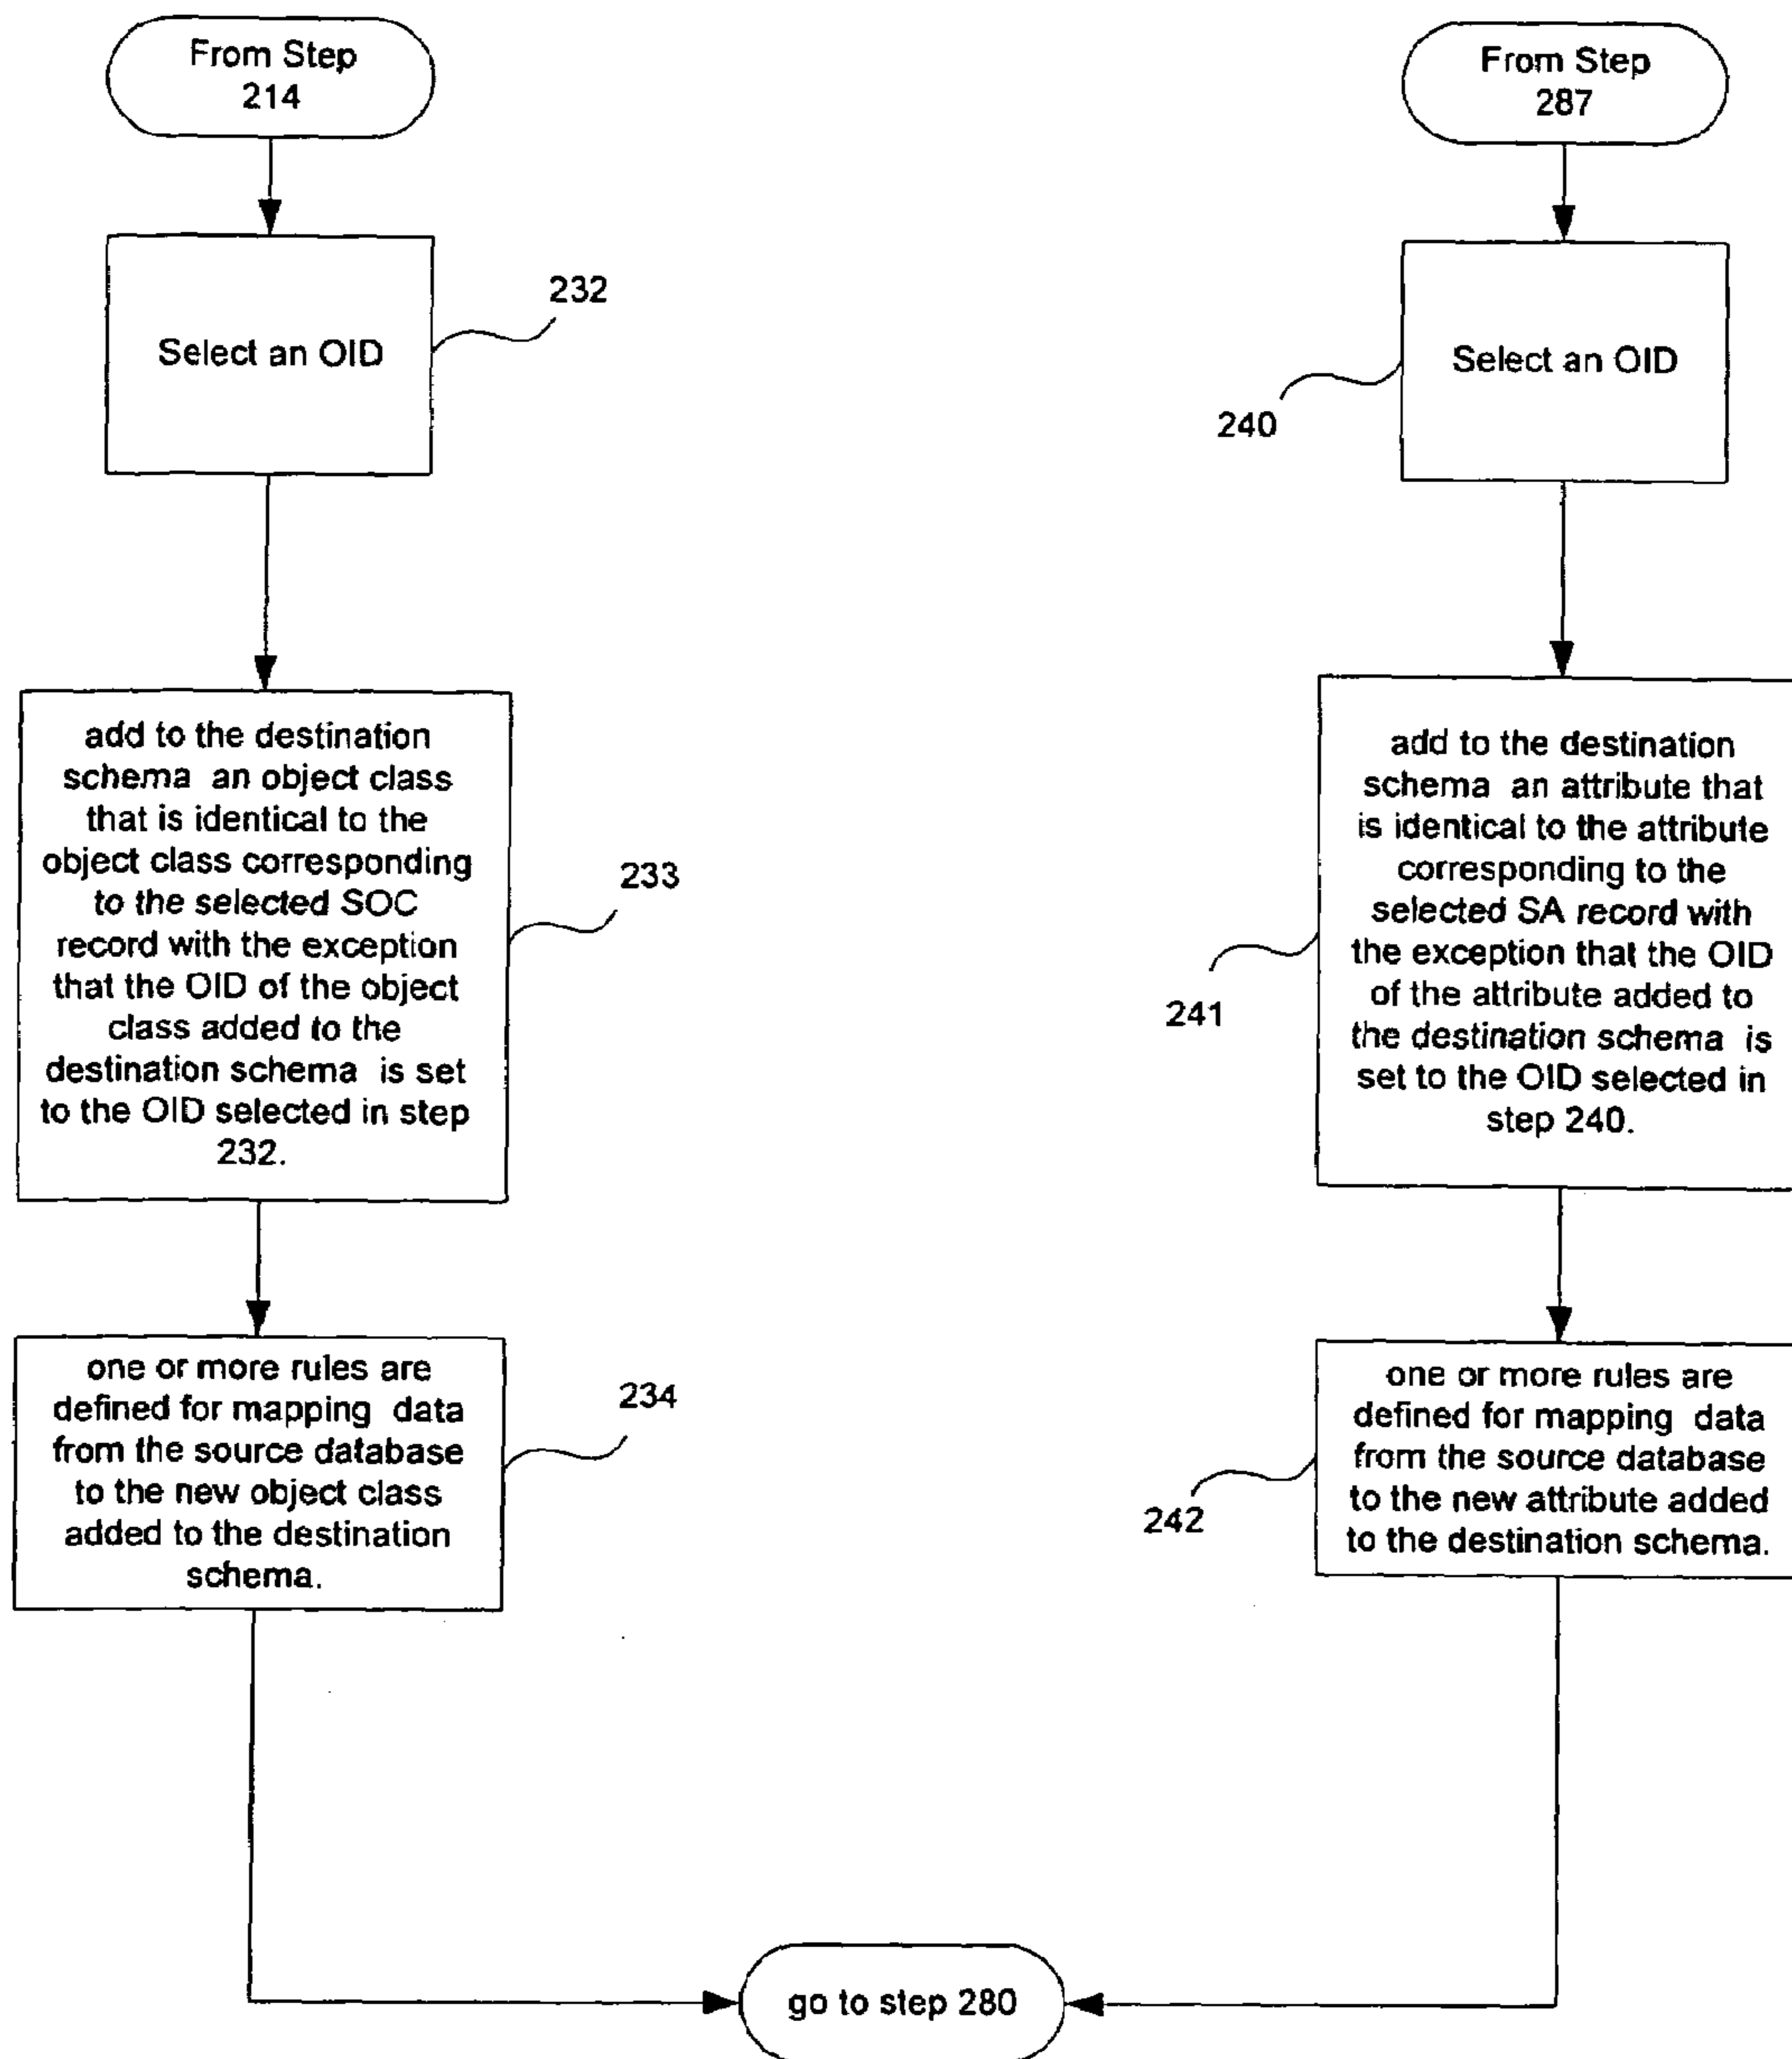 From Step
214
Select an OID
232
add to the destination
schema an object class
that is identical to the
object class corresponding
to the selected SOC
record with the exception
that the OID of the object
class added to the
destination schema is set
to the OID selected in step
232.
233
one or more rules are
defined for mapping data
from the source database
to the new object class
added to the destination
schema.
234
From Step
287
Select an OID
240
add to the destination
schema an attribute that
is identical to the attribute
corresponding to the
selected SA record with
the exception that the OID
of the attribute added to
the destination schema is
set to the OID selected in
step 240.
241
one or more rules are
defined for mapping data
from the source database
to the new attribute added
to the destination schema.
242
go to step 280